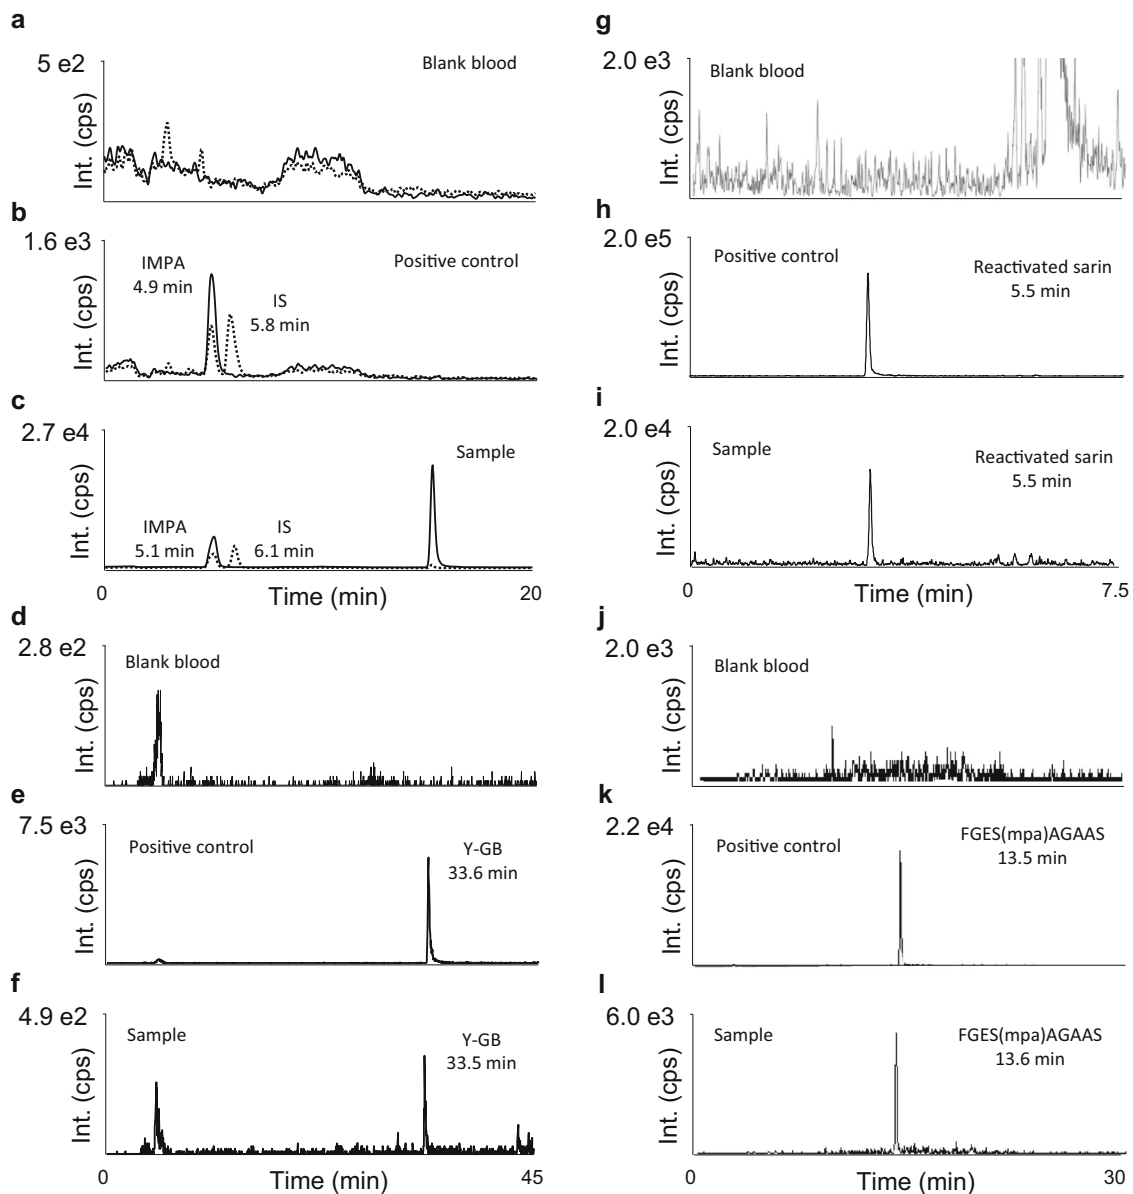 a
5 e2
Blank blood
Int. (cps)
b
1.6 e3
IMPA
4.9 min
Positive control
IS
5.8 min
Int. (cps)
c
2.7 e4
Sample
IMPA
5.1 min
IS
6.1 min
Int. (cps)
0
Time (min)
20
d
2.8 e2
Blank blood
Int. (cps)
e
7.5 e3
Positive control
Y-GB
33.6 min
Int. (cps)
f
4.9 e2
Sample
Y-GB
33.5 min
Int. (cps)
0
Time (min)
45
g
2.0 e3
Blank blood
Int. (cps)
h
2.0 e5
Positive control
Reactivated sarin
5.5 min
Int. (cps)
i
2.0 e4
Sample
Reactivated sarin
5.5 min
Int. (cps)
0
Time (min)
7.5
j
2.0 e3
Blank blood
Int. (cps)
k
2.2 e4
Positive control
FGES(mpa)AGAAS
13.5 min
Int. (cps)
l
6.0 e3
Sample
FGES(mpa)AGAAS
13.6 min
Int. (cps)
0
Time (min)
30